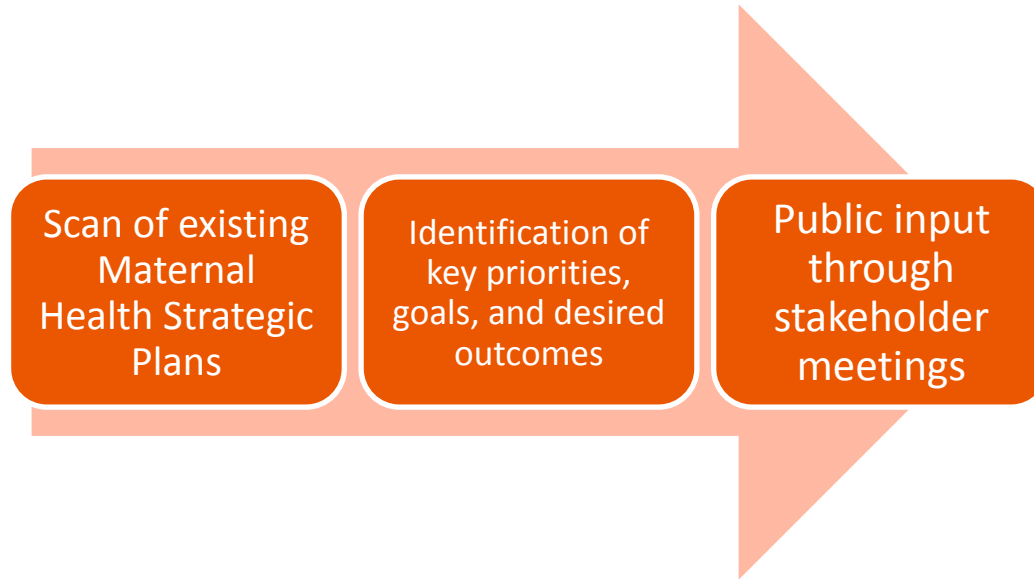 Scan of existing
Maternal
Health Strategic
Plans
Identification of
key priorities,
goals, and desired
outcomes
Public input
through
stakeholder
meetings